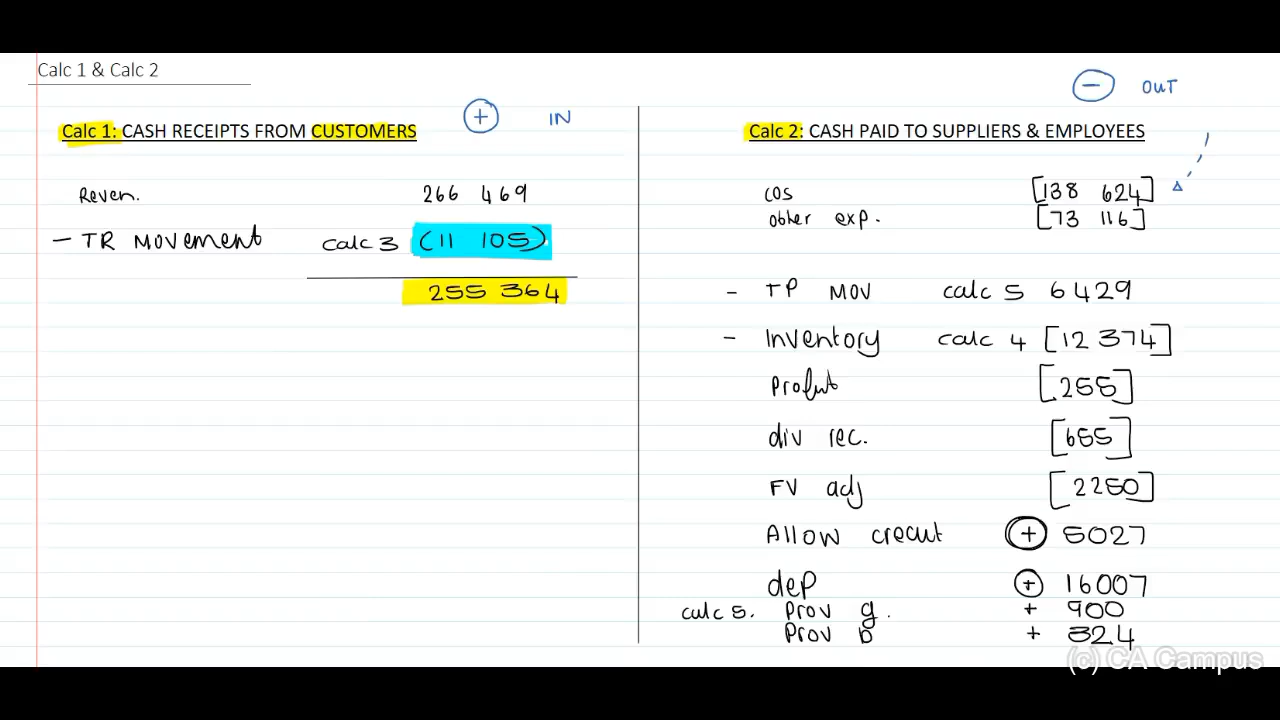 Calc 1 & Calc 2
Calc 1: CASH RECEIPTS FROM CUSTOMERS
+ IN
Reven. 266 469
- TR MOVEMENT calc 3 (11 105)
255 364
- OUT
Calc 2: CASH PAID TO SUPPLIERS & EMPLOYEES
COS [138 624]
other exp. [73 116]
- TP MOV calc 5 6429
- Inventory calc 4 [12 374]
Profit [255]
div rec. [655]
FV adj [2250]
Allow credit + 5027
dep + 16007
calc 5. Prov g. + 900
Prov b + 324
(c) CA Campus